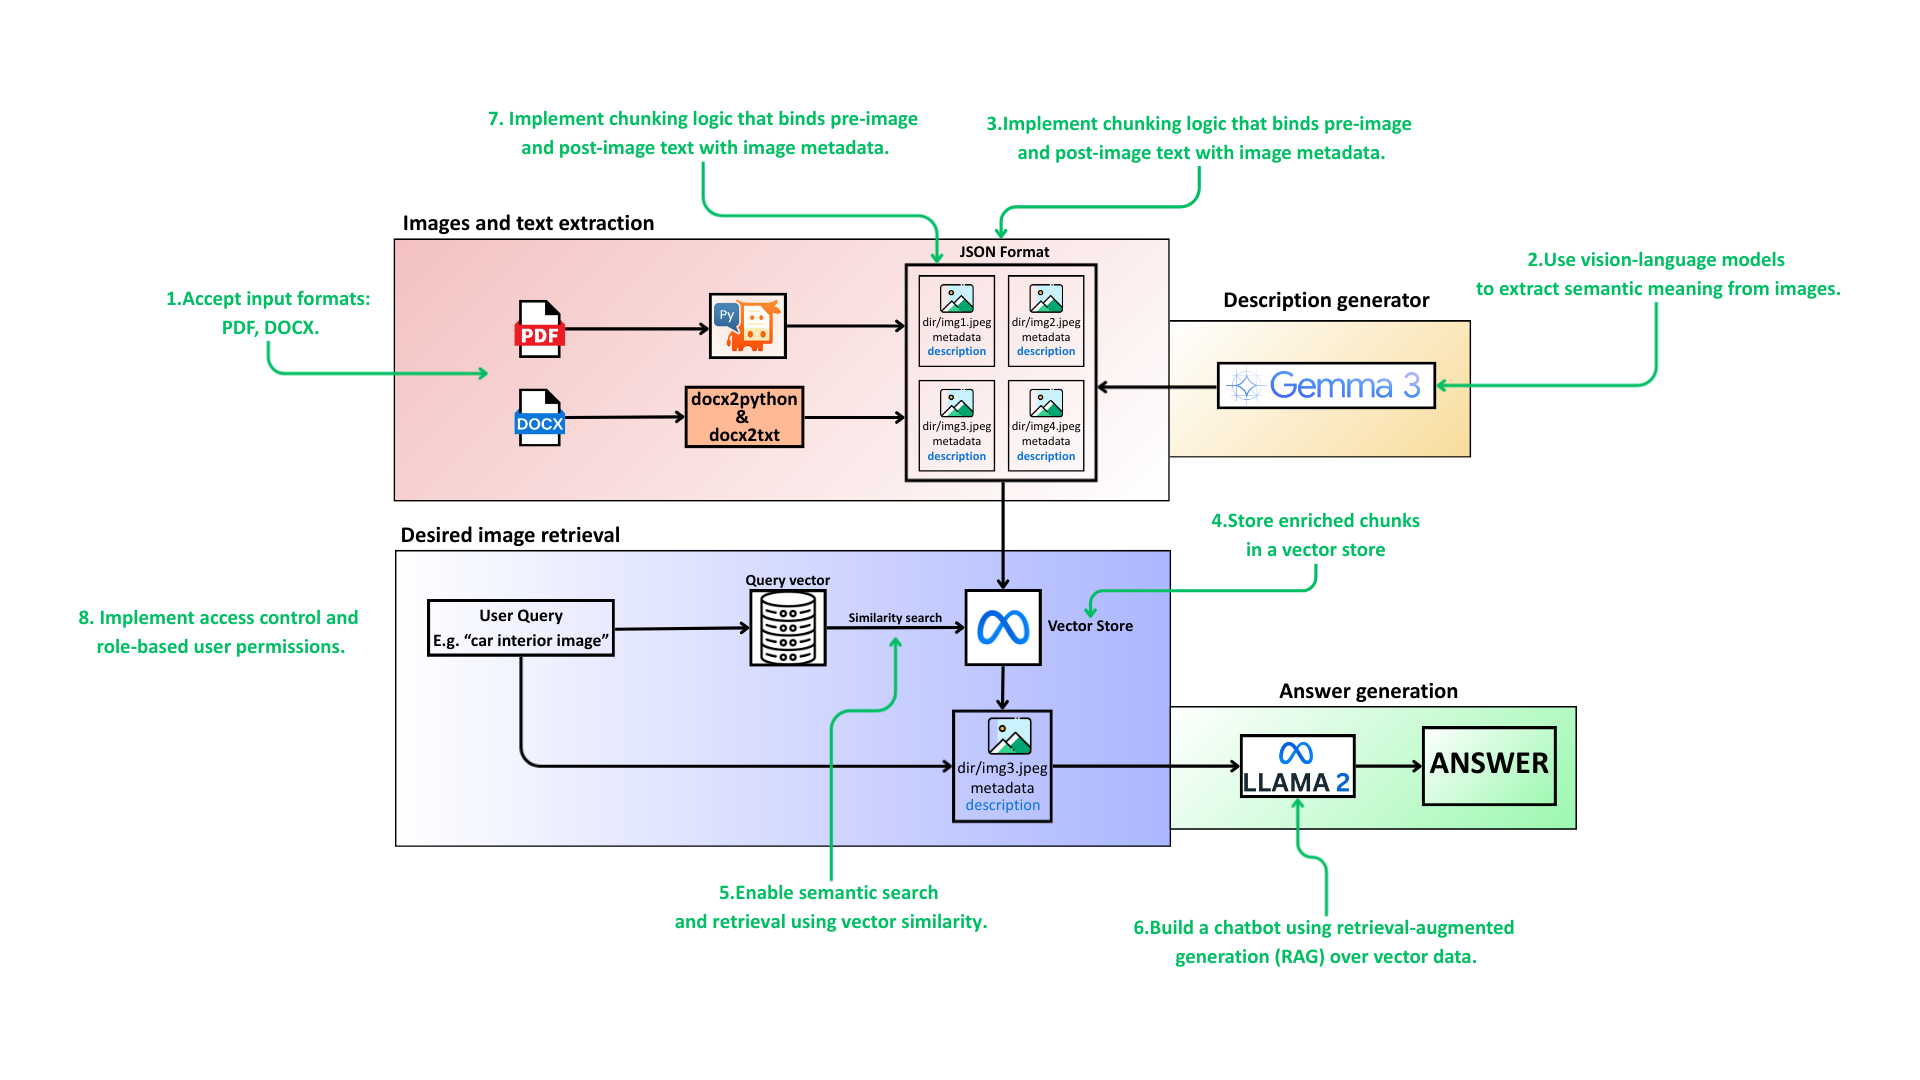 7. Implement chunking logic that binds pre-image
and post-image text with image metadata.
3.Implement chunking logic that binds pre-image
and post-image text with image metadata.
Images and text extraction
JSON Format
2.Use vision-language models
to extract semantic meaning from images.
1.Accept input formats:
PDF, DOCX.
Description generator
PDF
Py
dir/img1.jpeg
metadata
description
dir/img2.jpeg
metadata
description
Gemma 3
DOCX
docx2python
&
docx2txt
dir/img3.jpeg
metadata
description
dir/img4.jpeg
metadata
description
Desired image retrieval
4.Store enriched chunks
in a vector store
8. Implement access control and
role-based user permissions.
User Query
E.g. “car interior image”
Query vector
Similarity search
Vector Store
dir/img3.jpeg
metadata
description
Answer generation
LLAMA 2
ANSWER
5.Enable semantic search
and retrieval using vector similarity.
6.Build a chatbot using retrieval-augmented
generation (RAG) over vector data.